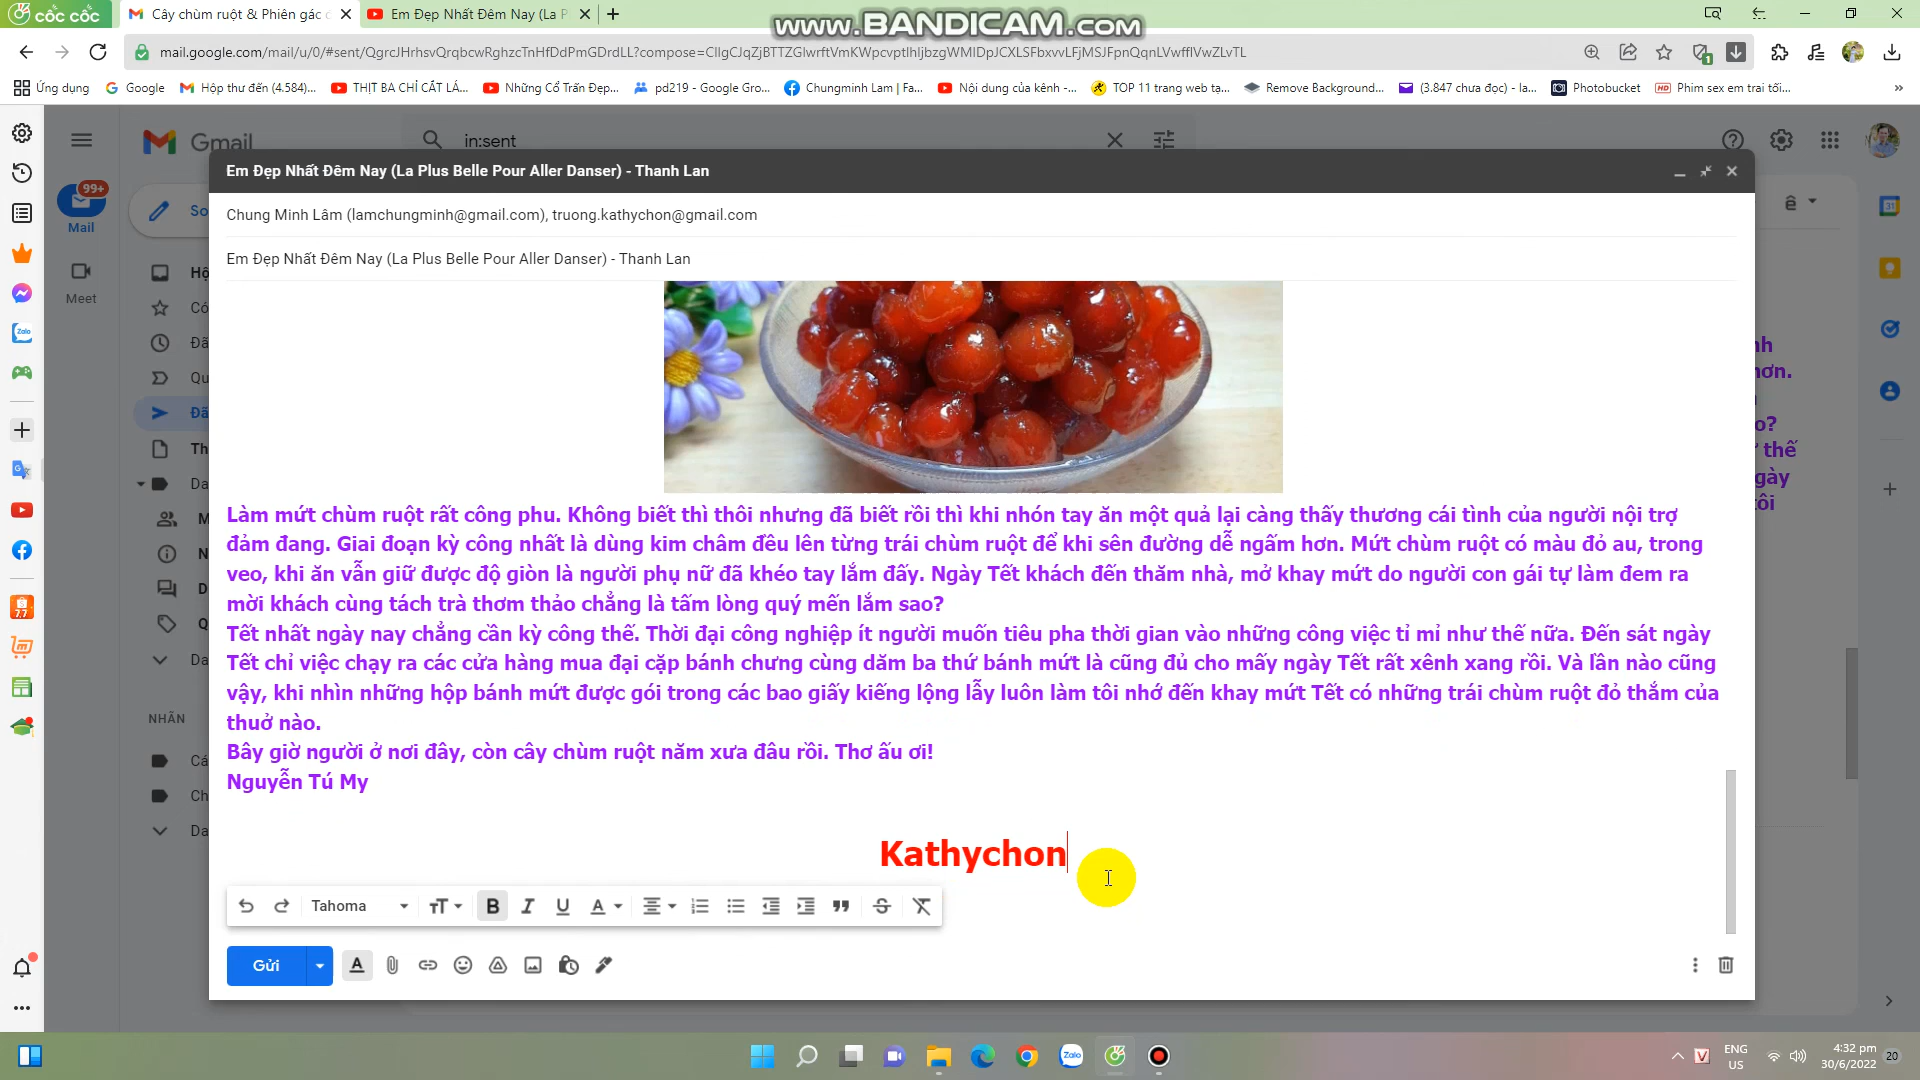 cốc cốc
Cây chùm ruột & Phiên gác
Em Đẹp Nhất Đêm Nay (La P
www.BANDICAM.com
mail.google.com/mail/u/0/#sent/
Ứng dụng
Google
Hộp thư đến (4.584)...
THỊT BA CHỈ CẮT LÁ...
Những Cổ Trấn Đẹp...
pd219 - Google Gro...
Chungminh Lam | Fa...
Nội dung của kênh -...
TOP 11 trang web tạ...
Remove Background...
(3.847 chưa đọc) - la...
Photobucket
Phim sex em trai tối...
Gmail
in:sent
99+
Mail
Meet
So
Em Đẹp Nhất Đêm Nay (La Plus Belle Pour Aller Danser) - Thanh Lan
Chung Minh Lâm (lamchungminh@gmail.com), truong.kathychon@gmail.com
Em Đẹp Nhất Đêm Nay (La Plus Belle Pour Aller Danser) - Thanh Lan
Làm mứt chùm ruột rất công phu. Không biết thì thôi nhưng đã biết rồi thì khi nhón tay ăn một quả lại càng thấy thương cái tình của người nội trợ
đảm đang. Giai đoạn kỳ công nhất là dùng kim châm đều lên từng trái chùm ruột để khi sên đường dễ ngấm hơn. Mứt chùm ruột có màu đỏ au, trong
veo, khi ăn vẫn giữ được độ giòn là người phụ nữ đã khéo tay lắm đấy. Ngày Tết khách đến thăm nhà, mở khay mứt do người con gái tự làm đem ra
mời khách cùng tách trà thơm thảo chẳng là tấm lòng quý mến lắm sao?
Tết nhất ngày nay chẳng cần kỳ công thế. Thời đại công nghiệp ít người muốn tiêu pha thời gian vào những công việc tỉ mỉ như thế nữa. Đến sát ngày
Tết chỉ việc chạy ra các cửa hàng mua đại cặp bánh chưng cùng dăm ba thứ bánh mứt là cũng đủ cho mấy ngày Tết rất xênh xang rồi. Và lần nào cũng
vậy, khi nhìn những hộp bánh mứt được gói trong các bao giấy kiếng lộng lẫy luôn làm tôi nhớ đến khay mứt Tết có những trái chùm ruột đỏ thắm của
thuở nào.
Bây giờ người ở nơi đây, còn cây chùm ruột năm xưa đâu rồi. Thơ ấu ơi!
Nguyễn Tú My
Kathychon
Tahoma
Gửi
NHÃN
ENG
US
4:32 pm
30/6/2022
20